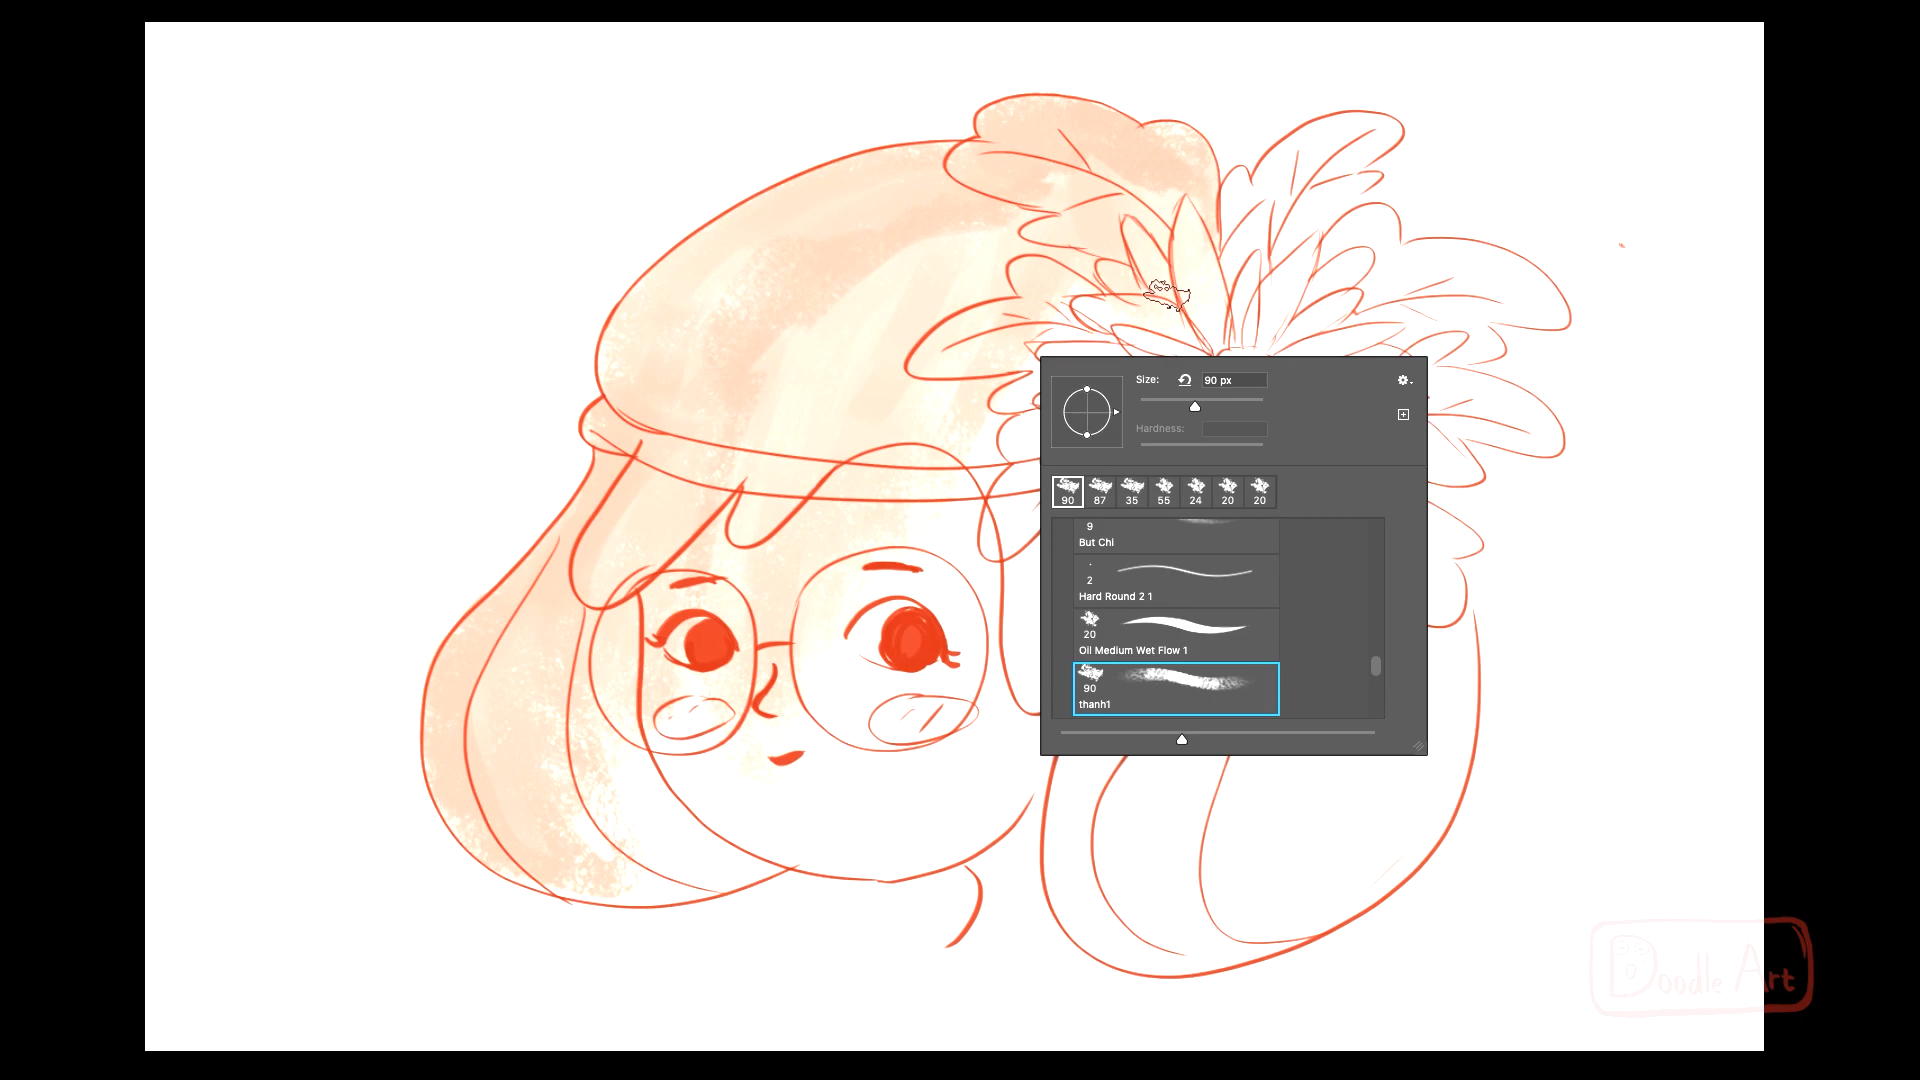 Size:
90 px
Hardness:
90 87 35 55 24 20 20
9
But Chi
2
Hard Round 2 1
20
Oil Medium Wet Flow 1
90
thanh1
Doodle Art